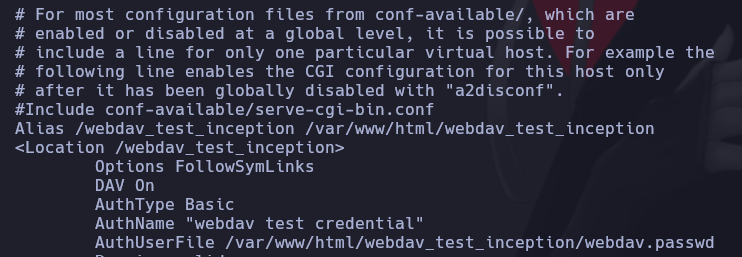 # For most configuration files from conf-available/, which are
# enabled or disabled at a global level, it is possible to
# include a line for only one particular virtual host. For example the
# following line enables the CGI configuration for this host only
# after it has been globally disabled with "a2disconf".
#Include conf-available/serve-cgi-bin.conf
Alias /webdav_test_inception /var/www/html/webdav_test_inception
<Location /webdav_test_inception>
Options FollowSymLinks
DAV On
AuthType Basic
AuthName "webdav test credential"
AuthUserFile /var/www/html/webdav_test_inception/webdav.passwd